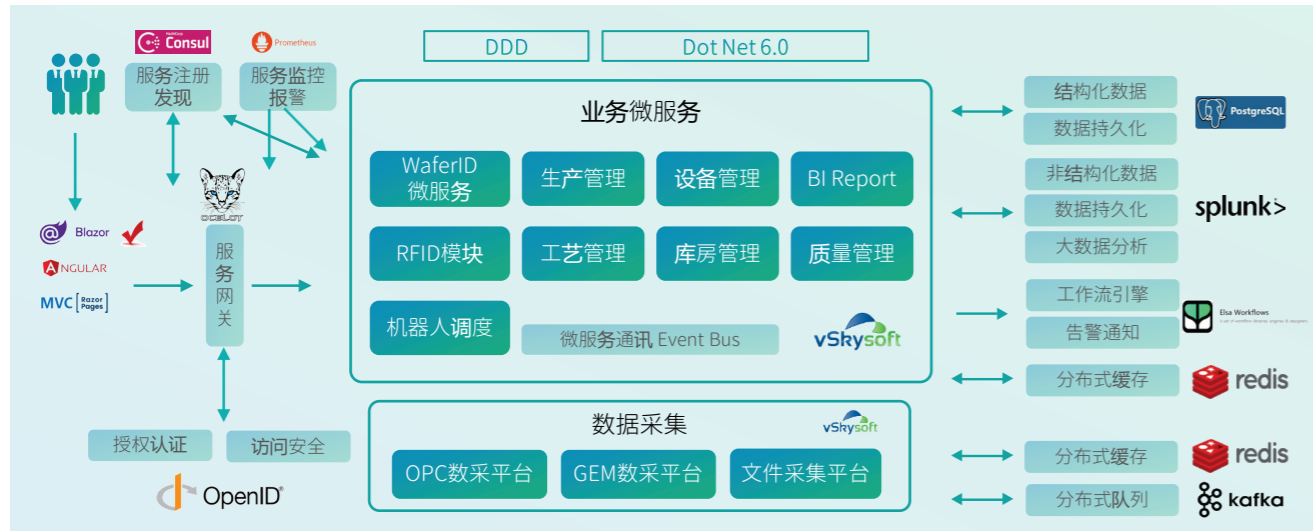 HashiCorp
Consul
Prometheus
DDD
Dot Net 6.0
服务注册
发现
服务监控
报警
业务微服务
WaferID
微服务
生产管理
设备管理
BI Report
RFID模块
工艺管理
库房管理
质量管理
机器人调度
微服务通讯 Event Bus
vSkysoft
OCELOT
服
务
网
关
Blazor
ANGULAR
MVC
Razor
Pages
授权认证
访问安全
OpenID®
数据采集
vSkysoft
OPC数采平台
GEM数采平台
文件采集平台
结构化数据
数据持久化
PostgreSQL
非结构化数据
数据持久化
大数据分析
splunk>
工作流引擎
告警通知
Elsa Workflows
A set of workflow libraries, engine & designers.
分布式缓存
redis
分布式缓存
redis
分布式队列
kafka